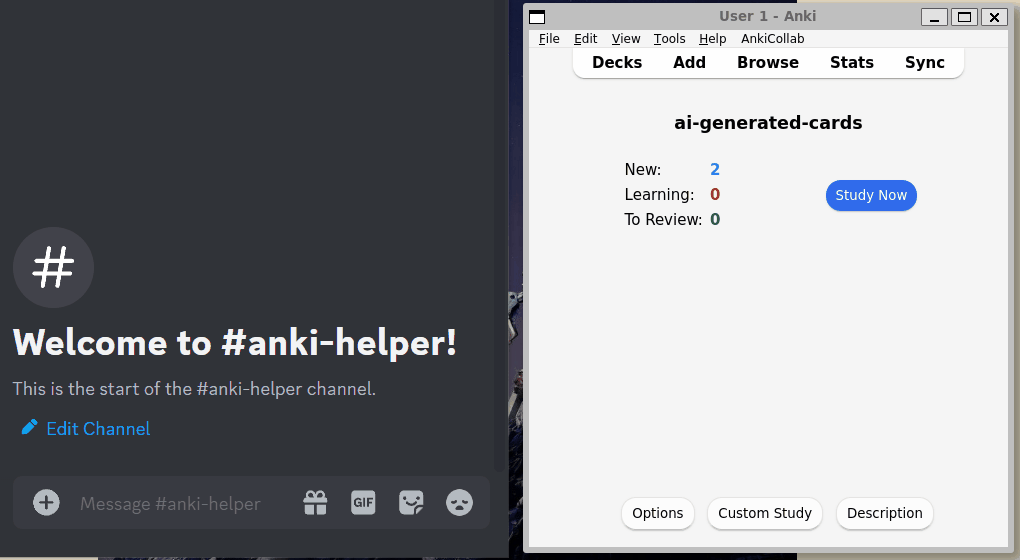 #
Welcome to #anki-helper!
This is the start of the #anki-helper channel.
Edit Channel
Message #anki-helper
GIF
User 1 - Anki
File Edit View Tools Help AnkiCollab
Decks Add Browse Stats Sync
ai-generated-cards
New: 2
Learning: 0
To Review: 0
Study Now
Options Custom Study Description